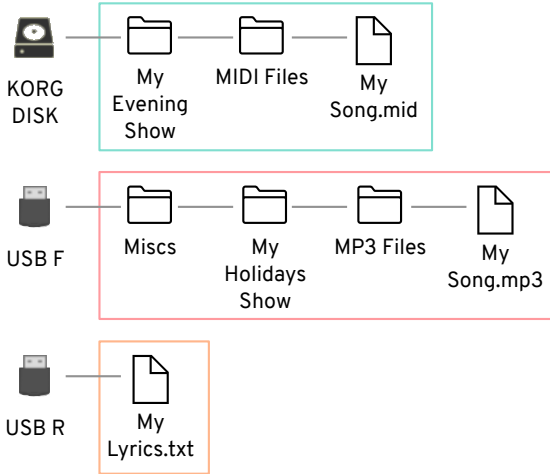 KORG
DISK
My
Evening
Show
MIDI Files
My
Song.mid
USB F
Miscs
My
Holidays
Show
MP3 Files
My
Song.mp3
USB R
My
Lyrics.txt